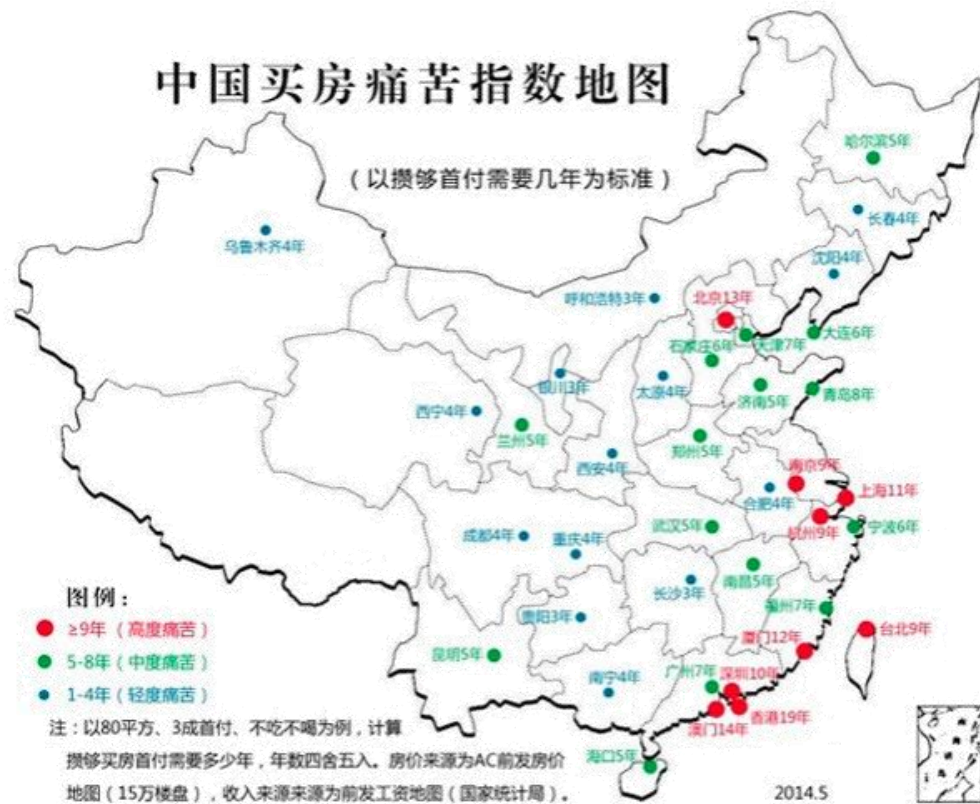 中国买房痛苦指数地图
（以攒够首付需要几年为标准）
哈尔滨5年
长春4年
乌鲁木齐4年
沈阳4年
呼和浩特3年
北京13年
大连6年
石家庄6年
天津7年
银川3年
太原4年
济南5年
青岛8年
西宁4年
兰州5年
郑州5年
西安4年
南京9年
合肥4年
上海11年
成都4年
重庆4年
武汉5年
杭州9年
宁波6年
南昌5年
长沙3年
贵阳3年
福州7年
台北9年
厦门12年
昆明5年
南宁4年
广州7年
深圳10年
香港19年
澳门14年
海口5年
图例：
≥9年（高度痛苦）
5-8年（中度痛苦）
1-4年（轻度痛苦）
注：以80平方、3成首付、不吃不喝为例，计算
攒够买房首付需要多少年，年数四舍五入。房价来源为AC前发房价
地图（15万楼盘），收入来源来源为前发工资地图（国家统计局）。
2014.5